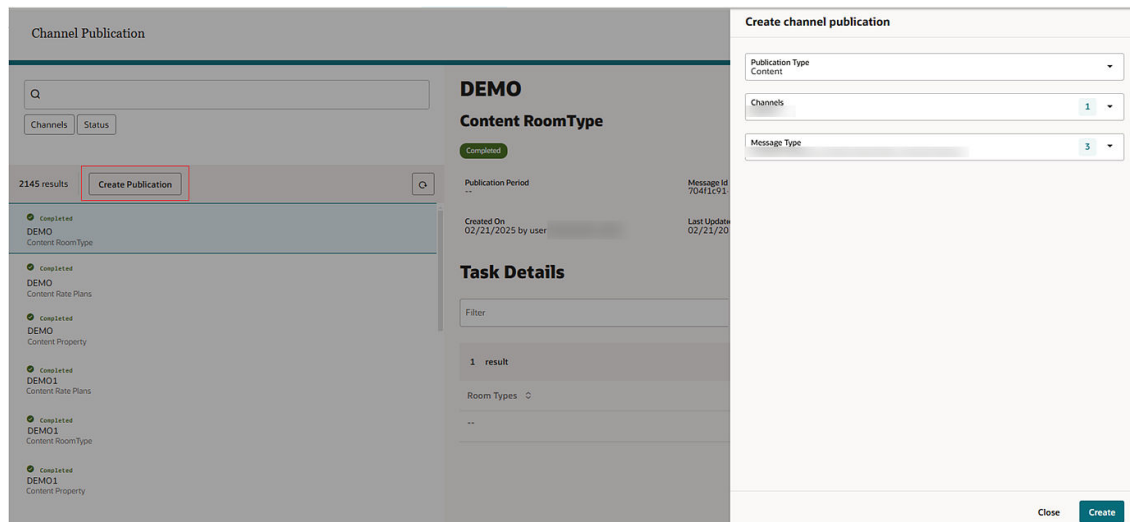 Channel Publication
Channels
Status
2145 results
Create Publication
Completed
DEMO
Content RoomType
Completed
DEMO
Content Rate Plans
Completed
DEMO
Content Property
Completed
DEMO1
Content Rate Plans
Completed
DEMO1
Content RoomType
Completed
DEMO1
Content Property
DEMO
Content RoomType
Completed
Publication Period
--
Message Id
704f1c91-
Created On
02/21/2025 by user
Last Update
02/21/20
Task Details
Filter
1 result
Room Types
--
Create channel publication
Publication Type
Content
Channels
1
Message Type
3
Close
Create